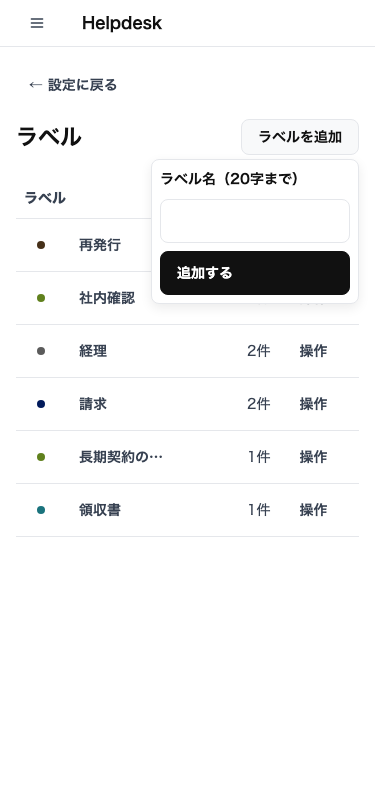 Helpdesk
← 設定に戻る
ラベル
ラベルを追加
ラベル名（20字まで）
追加する
ラベル
再発行
社内確認
経理 2件 操作
請求 2件 操作
長期契約の… 1件 操作
領収書 1件 操作